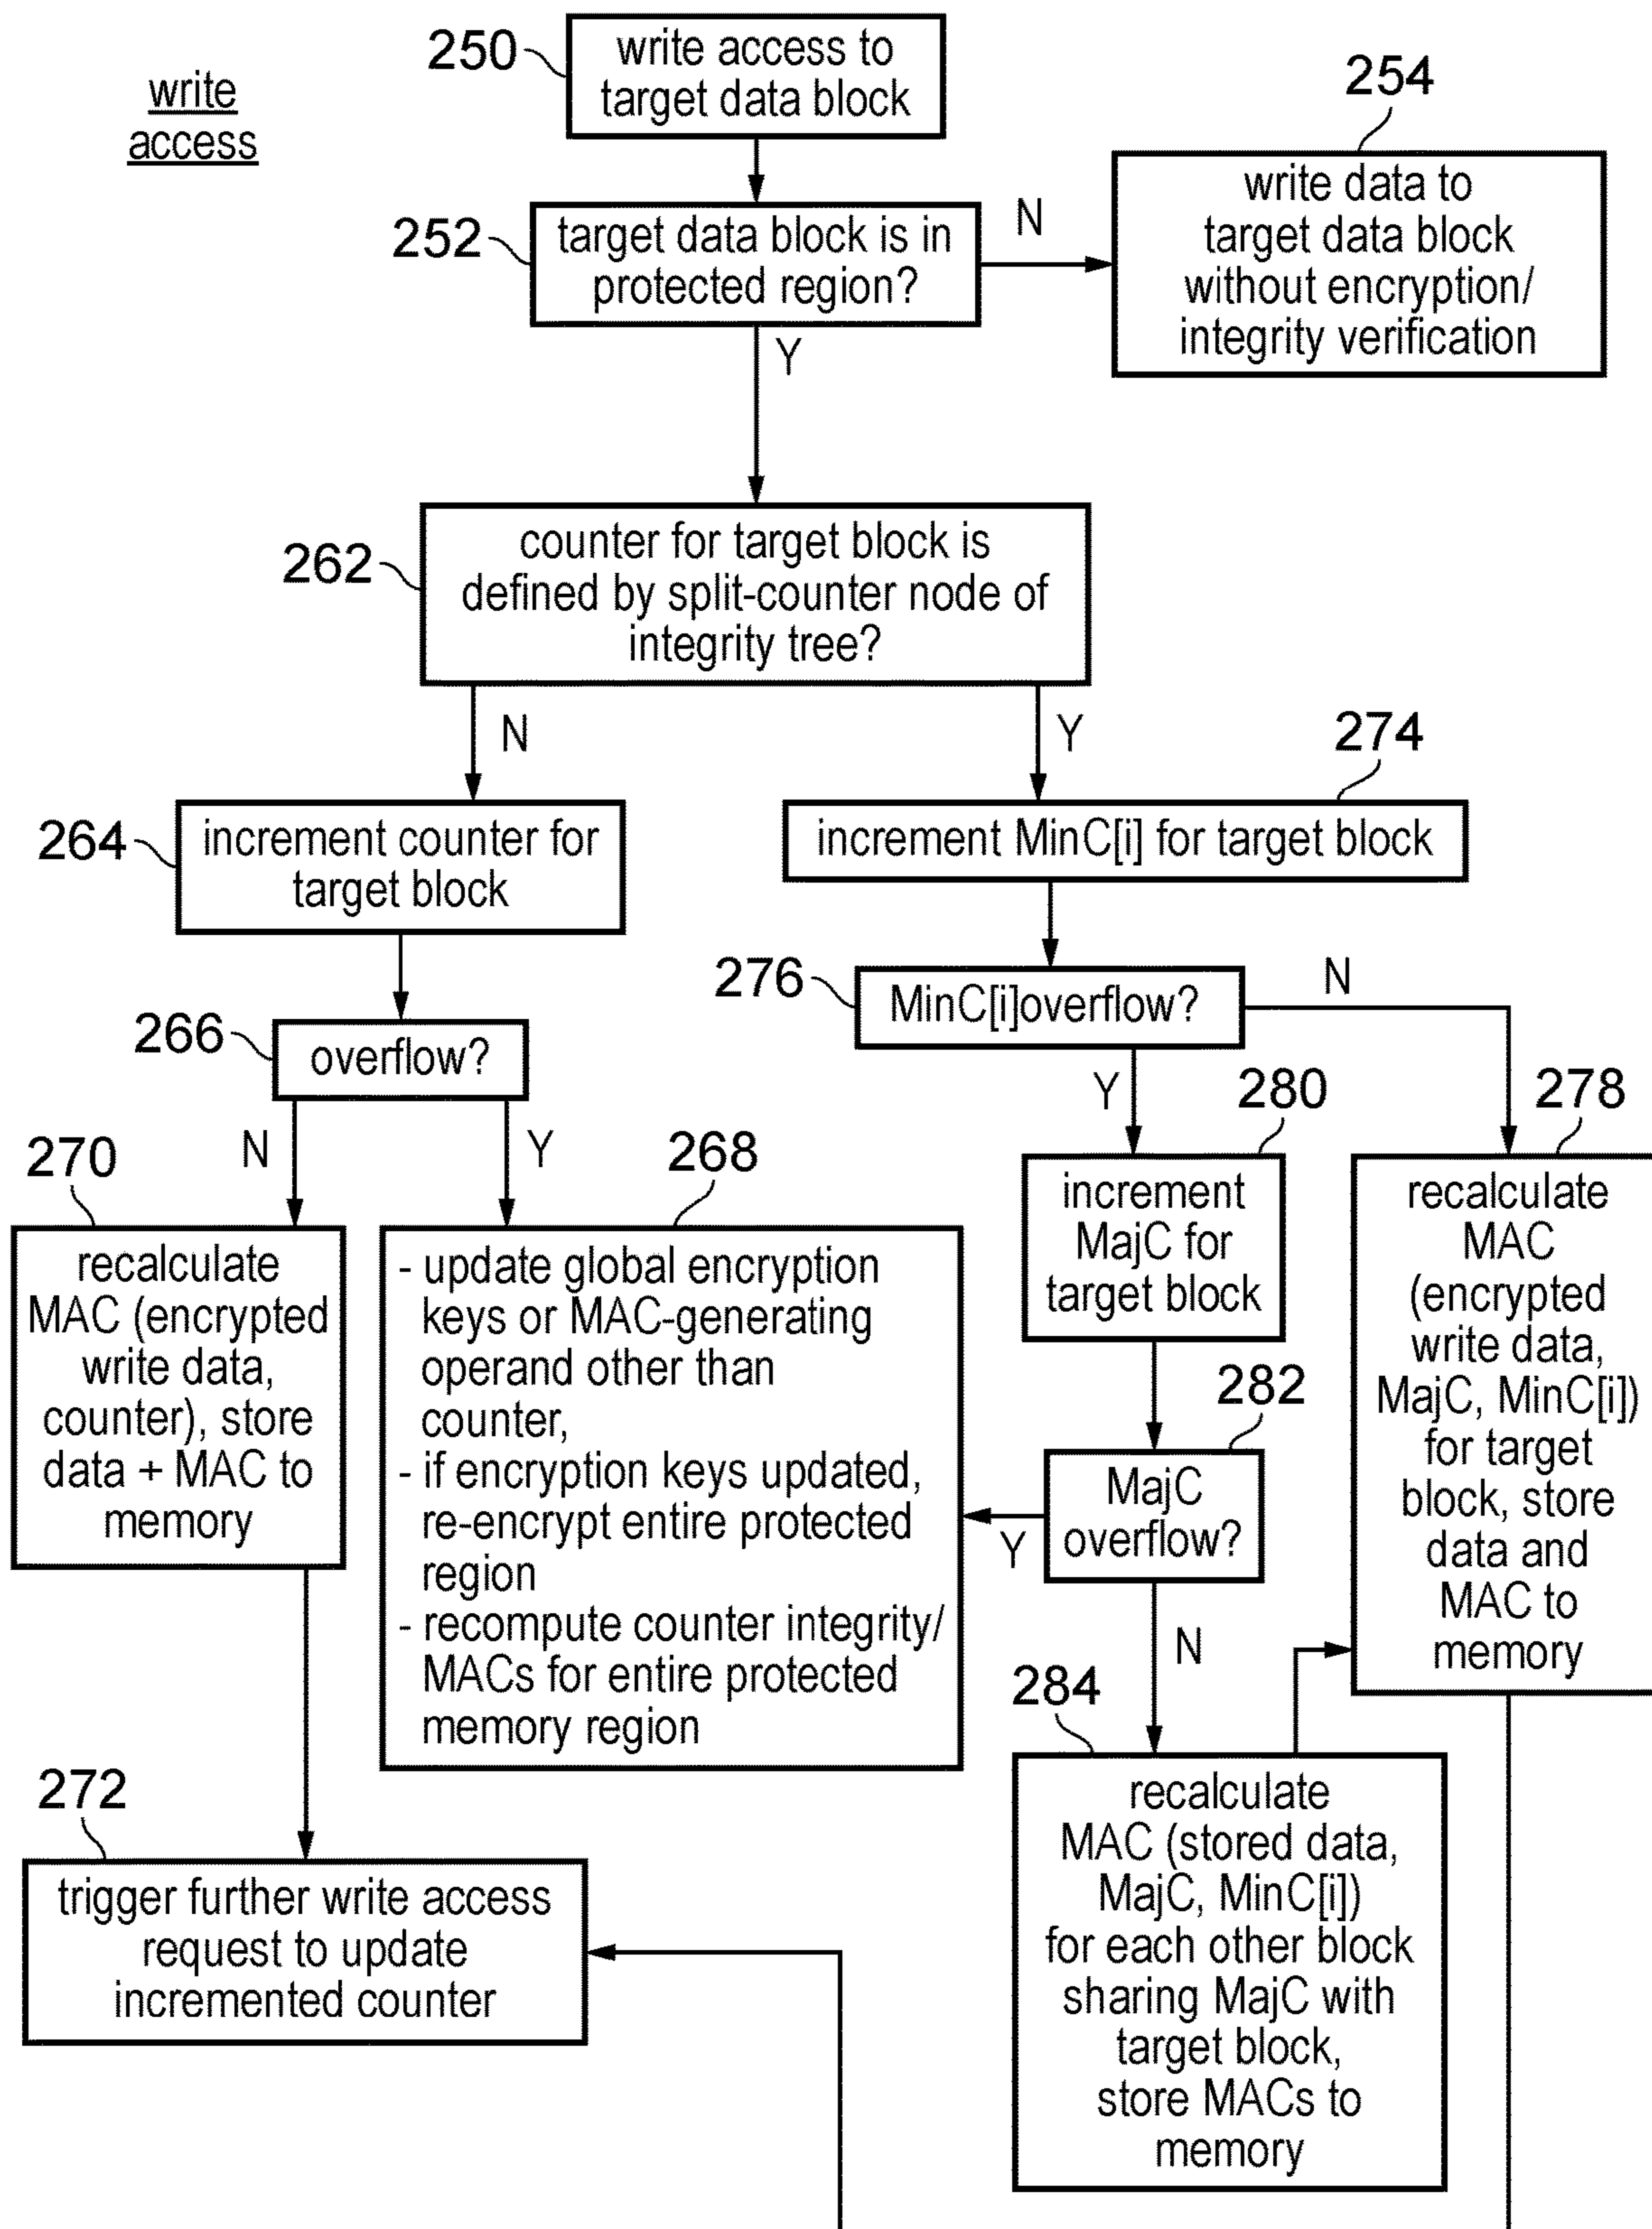 write
access
250
write access to
target data block
254
write data to
target data block
without encryption/
integrity verification
252
target data block is in
protected region?
N
Y
262
counter for target block is
defined by split-counter node of
integrity tree?
N
Y
264
increment counter for
target block
274
increment MinC[i] for target block
266
overflow?
276
MinC[i]overflow?
N
N
Y
Y
270
recalculate
MAC (encrypted
write data,
counter), store
data + MAC to
memory
268
- update global encryption
keys or MAC-generating
operand other than
counter,
- if encryption keys updated,
re-encrypt entire protected
region
- recompute counter integrity/
MACs for entire protected
memory region
280
increment
MajC for
target block
278
recalculate
MAC
(encrypted
write data,
MajC, MinC[i])
for target
block, store
data and
MAC to
memory
282
MajC
overflow?
Y
N
272
trigger further write access
request to update
incremented counter
284
recalculate
MAC (stored data,
MajC, MinC[i])
for each other block
sharing MajC with
target block,
store MACs to
memory